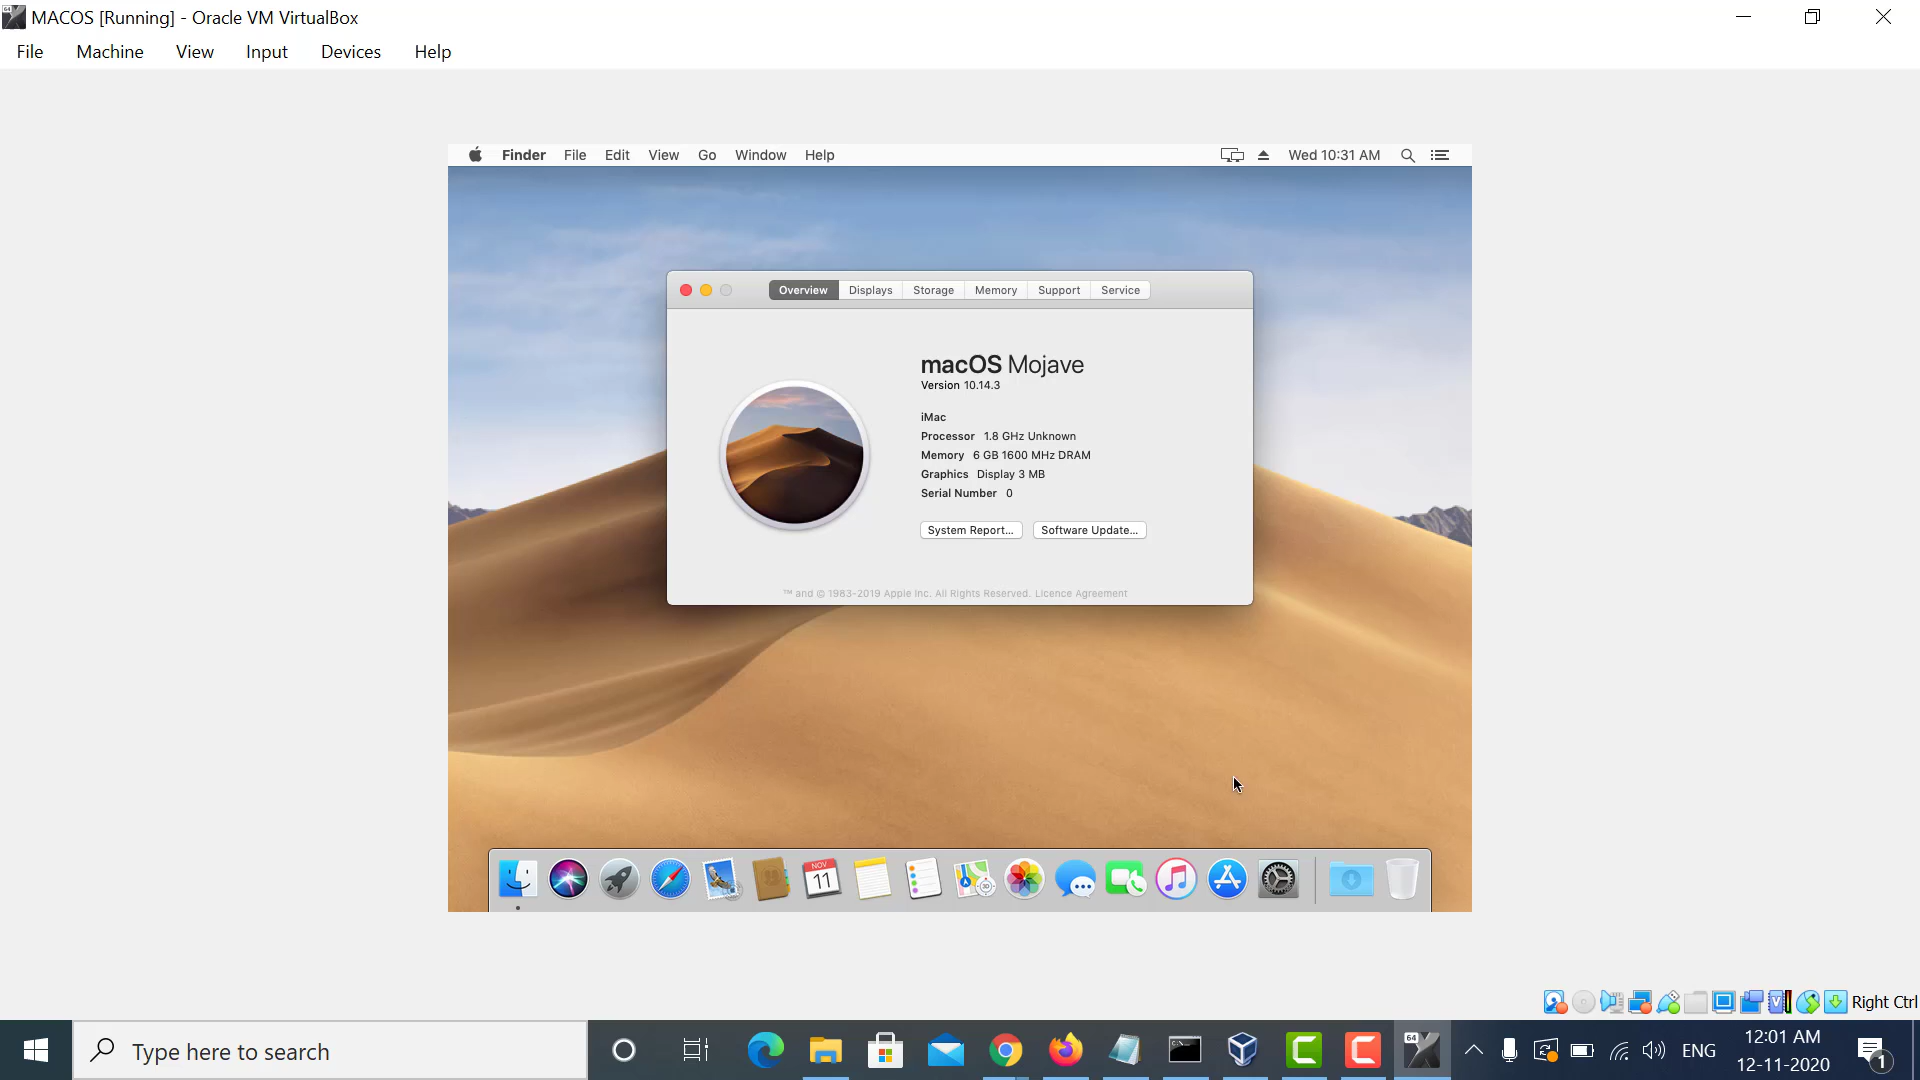 MACOS [Running] - Oracle VM VirtualBox
File Machine View Input Devices Help
Finder File Edit View Go Window Help Wed 10:31 AM
Overview Displays Storage Memory Support Service
macOS Mojave
Version 10.14.3
iMac
Processor 1.8 GHz Unknown
Memory 6 GB 1600 MHz DRAM
Graphics Display 3 MB
Serial Number 0
System Report... Software Update...
™ and © 1983-2019 Apple Inc. All Rights Reserved. Licence Agreement
NOV
11
Right Ctrl
Type here to search
64
ENG
12:01 AM
12-11-2020
1